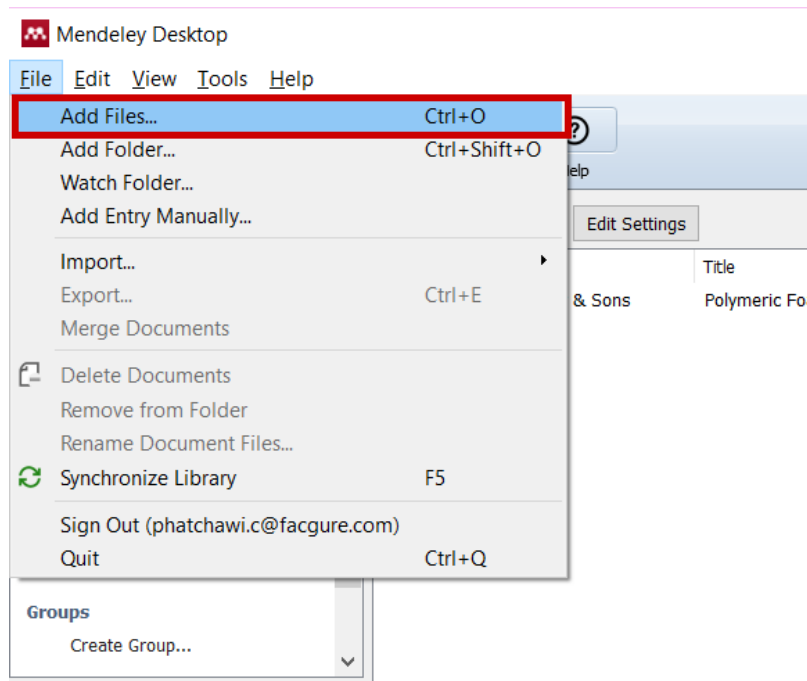 Mendeley Desktop
File Edit View Tools Help
Add Files... Ctrl+O
Add Folder... Ctrl+Shift+O
Watch Folder...
Add Entry Manually...
Import...
Export... Ctrl+E
Merge Documents
Delete Documents
Remove from Folder
Rename Document Files...
Synchronize Library F5
Sign Out (phatchawi.c@facgure.com)
Quit Ctrl+Q
Groups
Create Group...
elp
Edit Settings
Title
& Sons Polymeric Fo